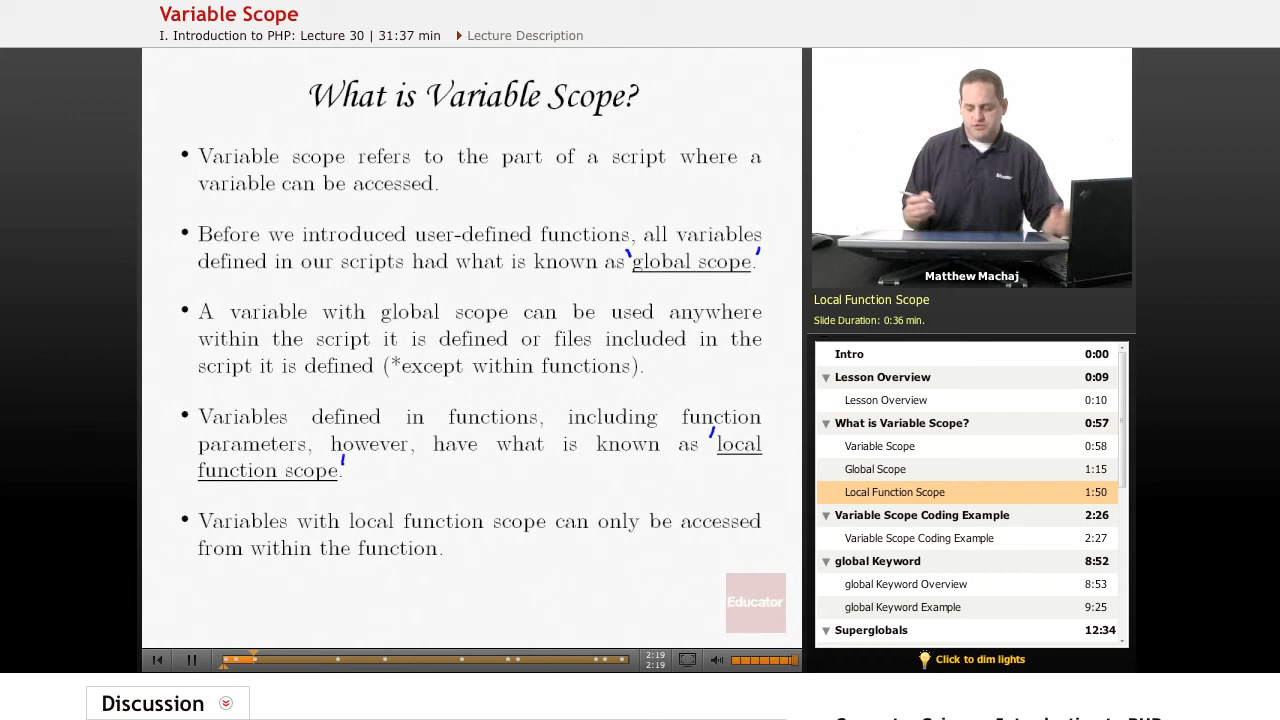 Variable Scope
I. Introduction to PHP: Lecture 30 | 31:37 min
Lecture Description
What is Variable Scope?
• Variable scope refers to the part of a script where a
variable can be accessed.
• Before we introduced user-defined functions, all variables
defined in our scripts had what is known as global scope.
• A variable with global scope can be used anywhere
within the script it is defined or files included in the
script it is defined (*except within functions).
• Variables defined in functions, including function
parameters, however, have what is known as local
function scope.
• Variables with local function scope can only be accessed
from within the function.
Educator
2:19
2:19
Matthew Machaj
Local Function Scope
Slide Duration: 0:36 min.
Intro 0:00
Lesson Overview 0:09
Lesson Overview 0:10
What is Variable Scope? 0:57
Variable Scope 0:58
Global Scope 1:15
Local Function Scope 1:50
Variable Scope Coding Example 2:26
Variable Scope Coding Example 2:27
global Keyword 8:52
global Keyword Overview 8:53
global Keyword Example 9:25
Superglobals 12:34
Click to dim lights
Discussion